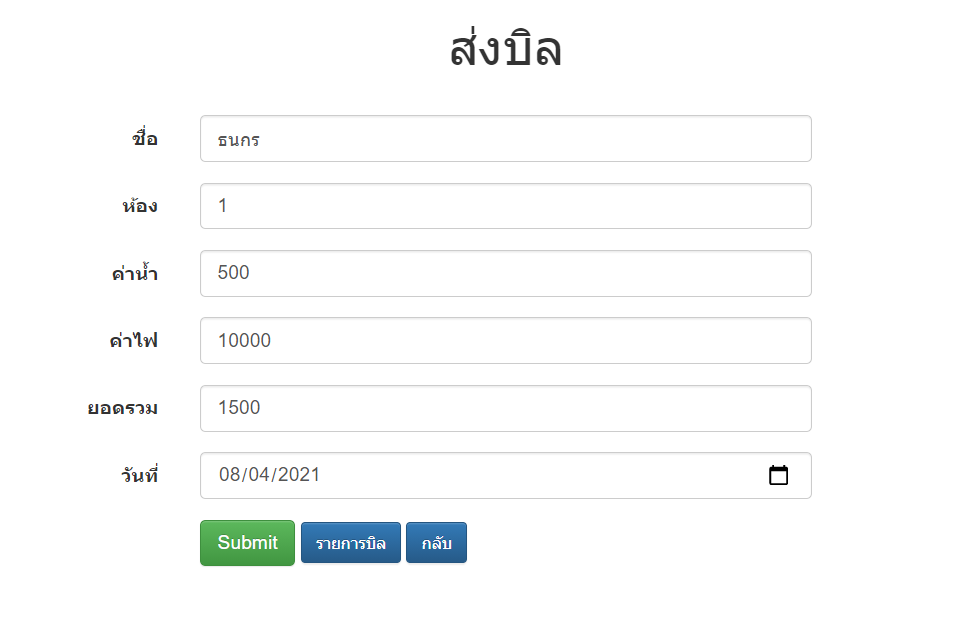 ส่งบิล
ชื่อ ธนกร
ห้อง 1
ค่าน้ำ 500
ค่าไฟ 10000
ยอดรวม 1500
วันที่ 08/04/2021
Submit รายการบิล กลับ